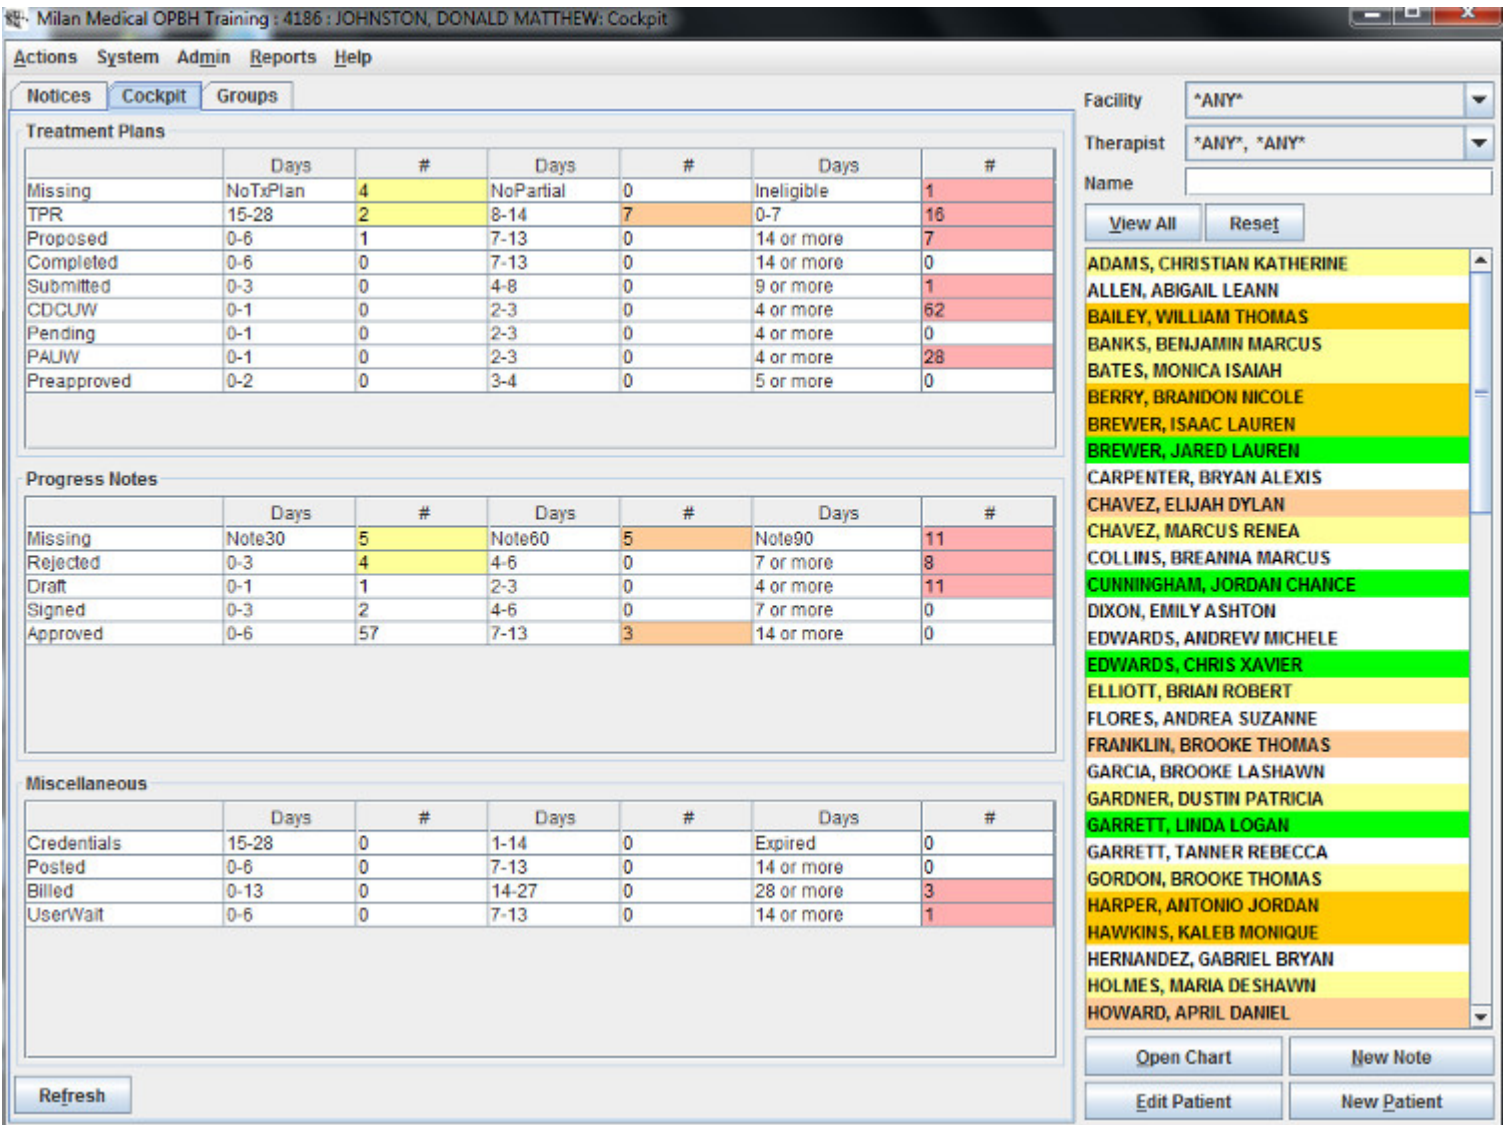 Milan Medical OPBH Training : 4186 : JOHNSTON, DONALD MATTHEW: Cockpit
Actions System Admin Reports Help
Notices Cockpit Groups
Treatment Plans
Days # Days # Days #
Missing NoTxPlan 4 NoPartial 0 Ineligible 1
TPR 15-28 2 8-14 7 0-7 16
Proposed 0-6 1 7-13 0 14 or more 7
Completed 0-6 0 7-13 0 14 or more 0
Submitted 0-3 0 4-8 0 9 or more 1
CDCUW 0-1 0 2-3 0 4 or more 62
Pending 0-1 0 2-3 0 4 or more 0
PAUW 0-1 0 2-3 0 4 or more 28
Preapproved 0-2 0 3-4 0 5 or more 0
Progress Notes
Days # Days # Days #
Missing Note30 5 Note60 5 Note90 11
Rejected 0-3 4 4-6 0 7 or more 8
Draft 0-1 1 2-3 0 4 or more 11
Signed 0-3 2 4-6 0 7 or more 0
Approved 0-6 57 7-13 3 14 or more 0
Miscellaneous
Days # Days # Days #
Credentials 15-28 0 1-14 0 Expired 0
Posted 0-6 0 7-13 0 14 or more 0
Billed 0-13 0 14-27 0 28 or more 3
UserWait 0-6 0 7-13 0 14 or more 1
Refresh
Facility *ANY*
Therapist *ANY*, *ANY*
Name
View All Reset
ADAMS, CHRISTIAN KATHERINE
ALLEN, ABIGAIL LEANN
BAILEY, WILLIAM THOMAS
BANKS, BENJAMIN MARCUS
BATES, MONICA ISAIAH
BERRY, BRANDON NICOLE
BREWER, ISAAC LAUREN
BREWER, JARED LAUREN
CARPENTER, BRYAN ALEXIS
CHAVEZ, ELIJAH DYLAN
CHAVEZ, MARCUS RENEA
COLLINS, BREANNA MARCUS
CUNNINGHAM, JORDAN CHANCE
DIXON, EMILY ASHTON
EDWARDS, ANDREW MICHELE
EDWARDS, CHRIS XAVIER
ELLIOTT, BRIAN ROBERT
FLORES, ANDREA SUZANNE
FRANKLIN, BROOKE THOMAS
GARCIA, BROOKE LASHAWN
GARDNER, DUSTIN PATRICIA
GARRETT, LINDA LOGAN
GARRETT, TANNER REBECCA
GORDON, BROOKE THOMAS
HARPER, ANTONIO JORDAN
HAWKINS, KALEB MONIQUE
HERNANDEZ, GABRIEL BRYAN
HOLMES, MARIA DESHAWN
HOWARD, APRIL DANIEL
Open Chart New Note
Edit Patient New Patient